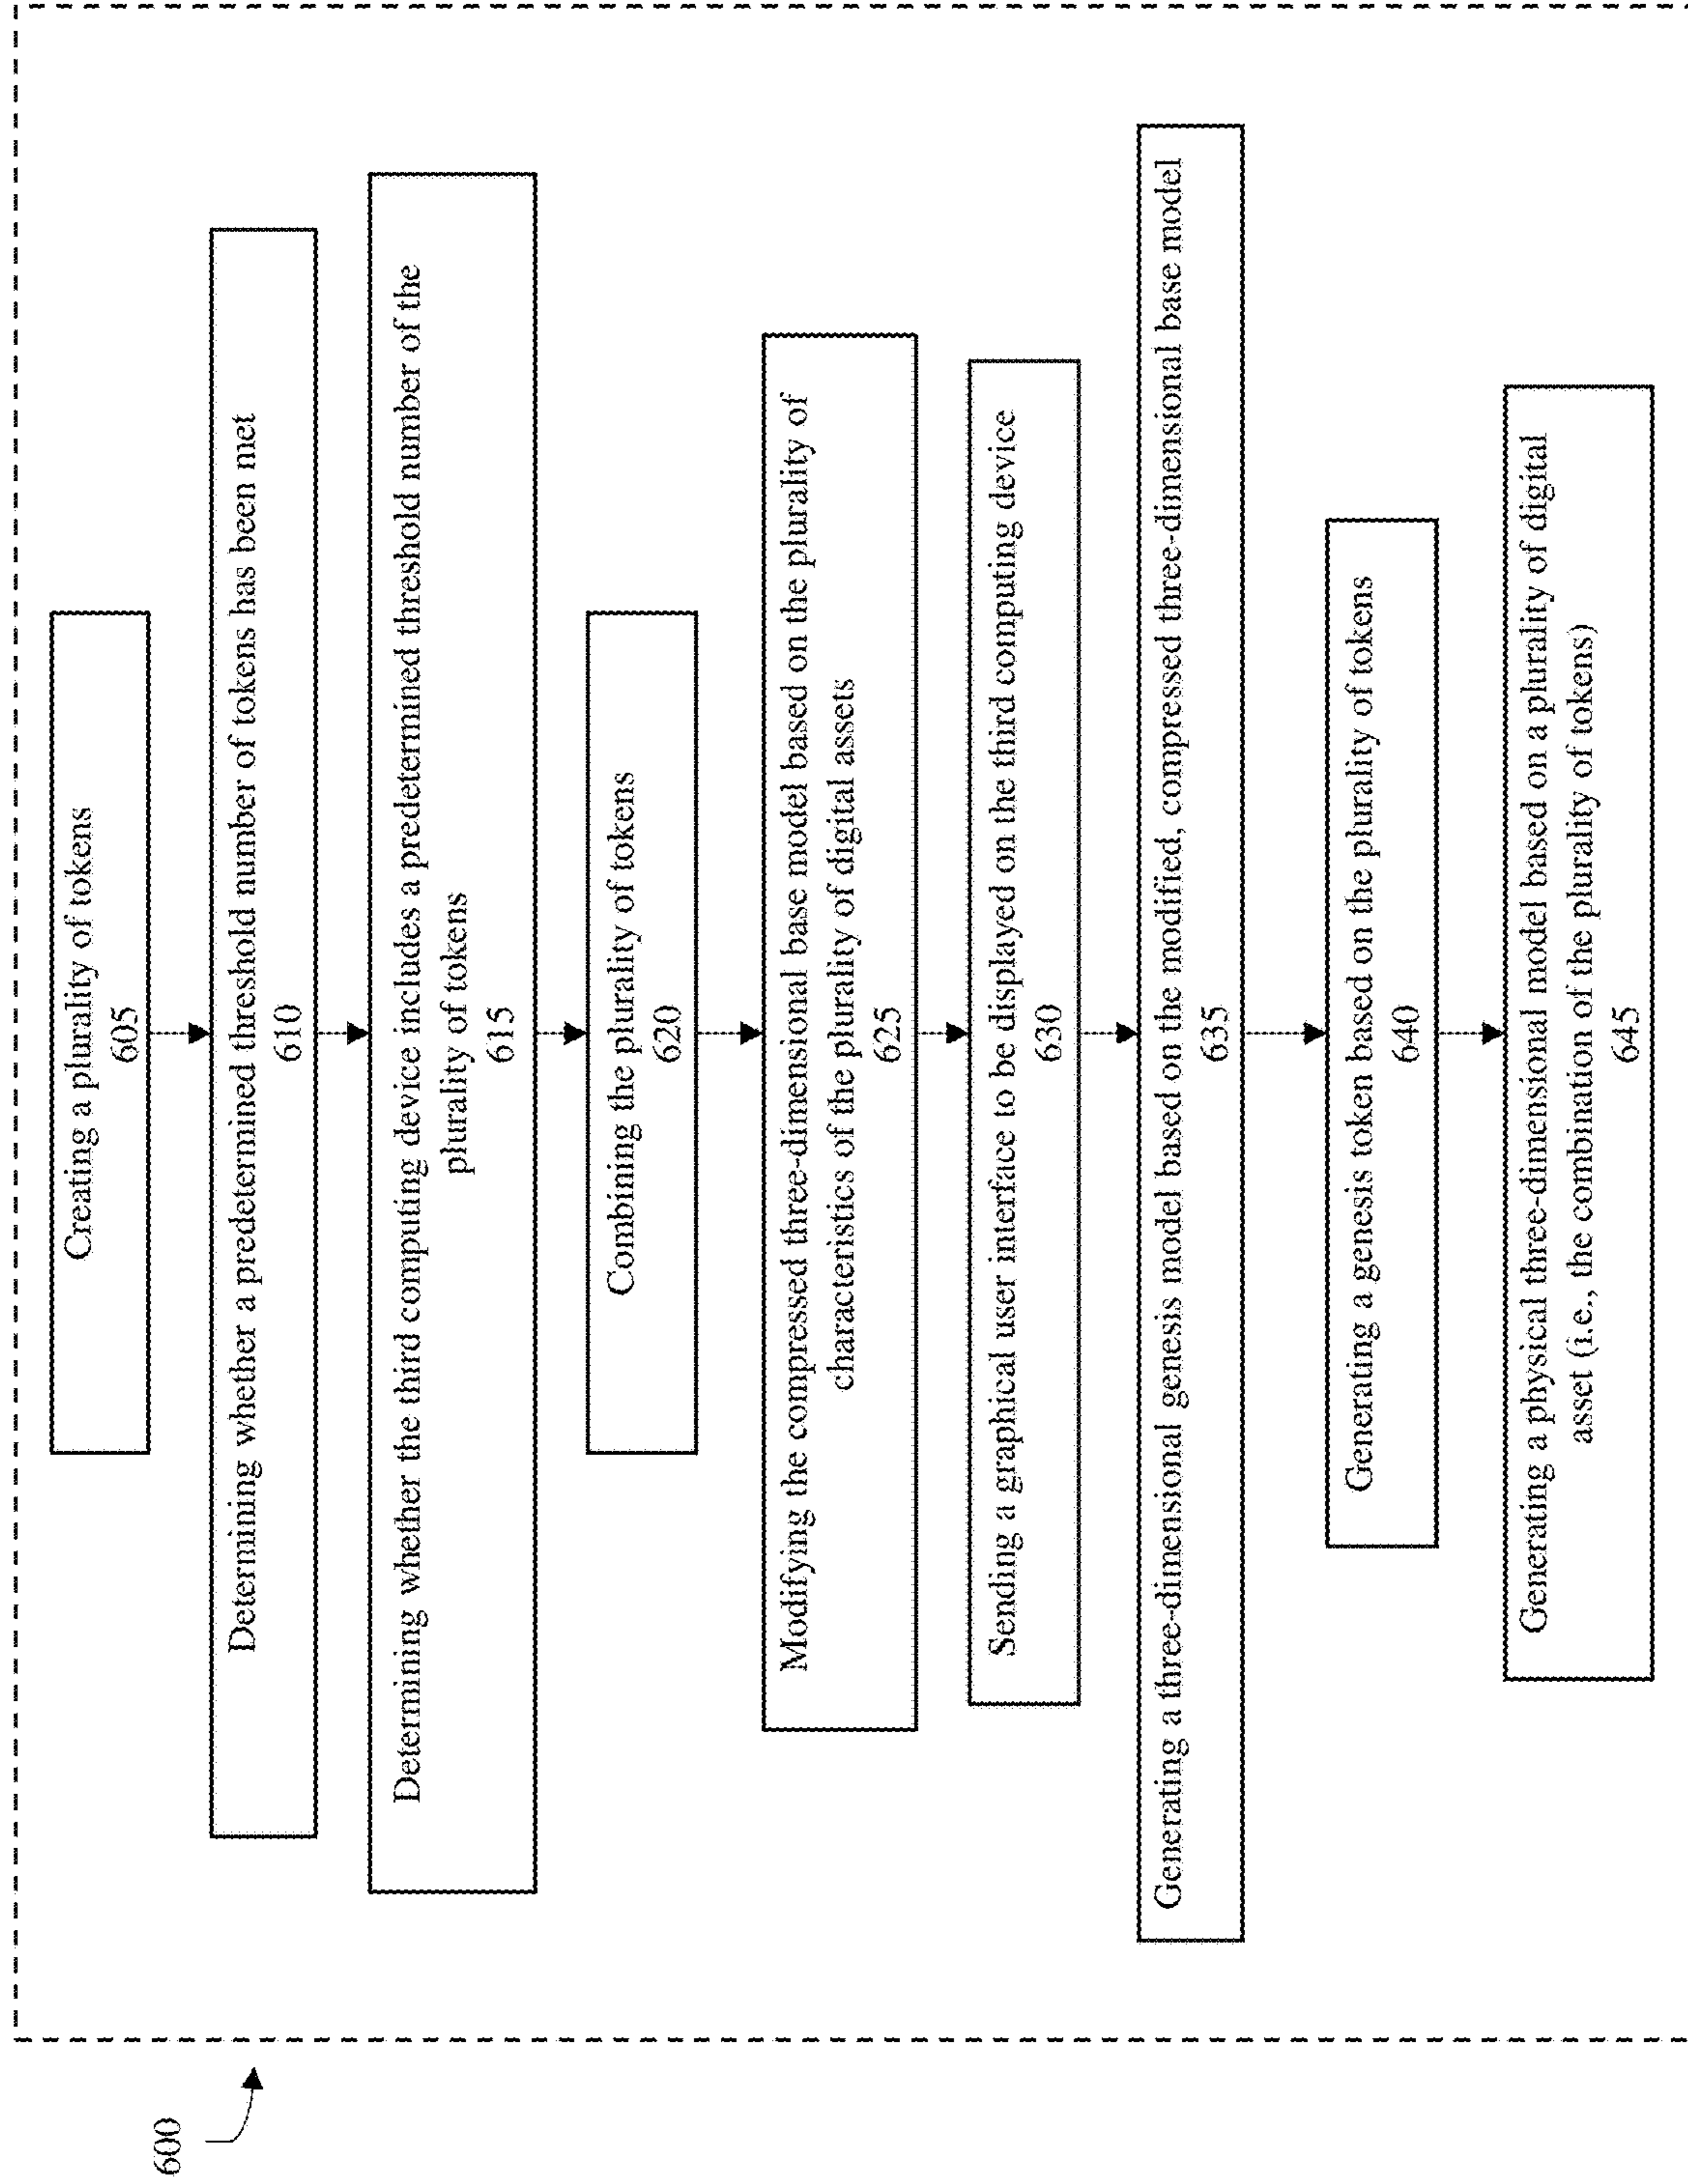 600
Creating a plurality of tokens
605
Determining whether a predetermined threshold number of tokens has been met
610
Determining whether the third computing device includes a predetermined threshold number of the
plurality of tokens
615
Combining the plurality of tokens
620
Modifying the compressed three-dimensional base model based on the plurality of
characteristics of the plurality of digital assets
625
Sending a graphical user interface to be displayed on the third computing device
630
Generating a three-dimensional genesis model based on the modified, compressed three-dimensional base model
635
Generating a genesis token based on the plurality of tokens
640
Generating a physical three-dimensional model based on a plurality of digital
asset (i.e., the combination of the plurality of tokens)
645